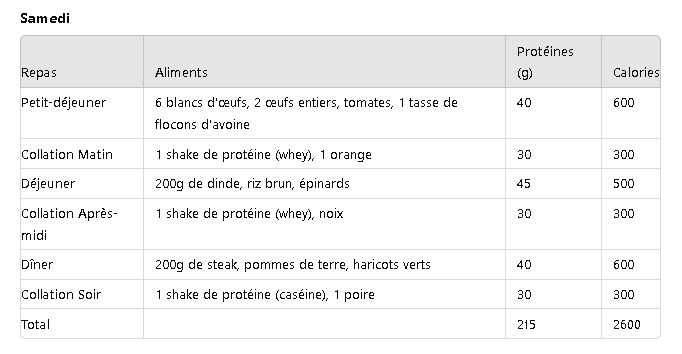 Samedi
Protéines
Repas Aliments (g) Calories
Petit-déjeuner 6 blancs d'œufs, 2 œufs entiers, tomates, 1 tasse de 40 600
flocons d'avoine
Collation Matin 1 shake de protéine (whey), 1 orange 30 300
Déjeuner 200g de dinde, riz brun, épinards 45 500
Collation Après- 1 shake de protéine (whey), noix 30 300
midi
Dîner 200g de steak, pommes de terre, haricots verts 40 600
Collation Soir 1 shake de protéine (caséine), 1 poire 30 300
Total 215 2600